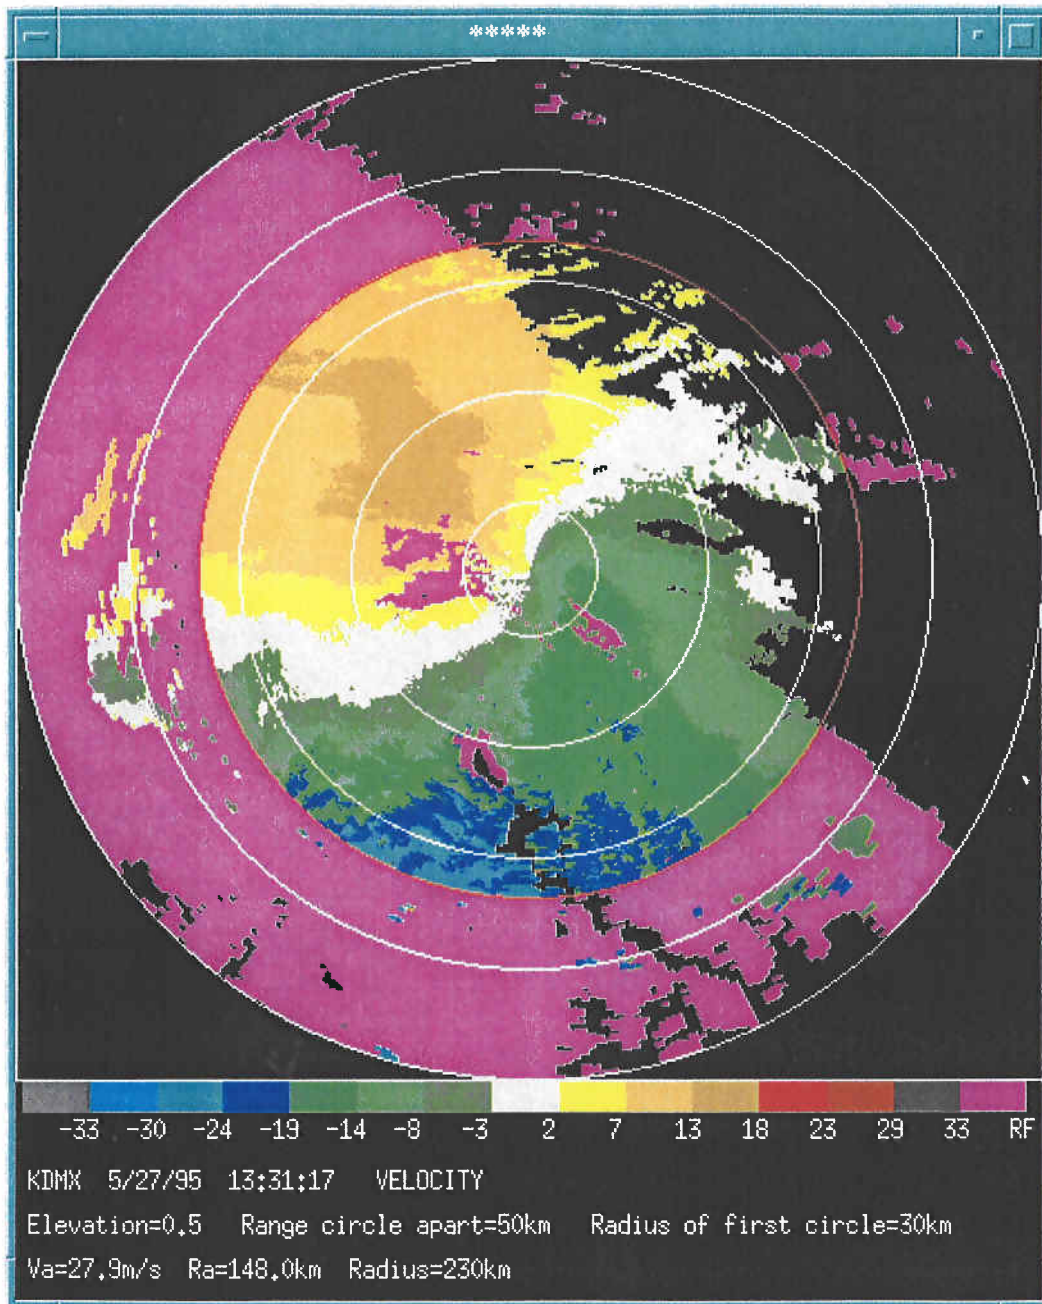 *****
-33 -30 -24 -19 -14 -8 -3 2 7 13 18 23 29 33 RF
KDMX 5/27/95 13:31:17 VELOCITY
Elevation=0.5 Range circle apart=50km Radius of first circle=30km
Va=27.9m/s Ra=148.0km Radius=230km